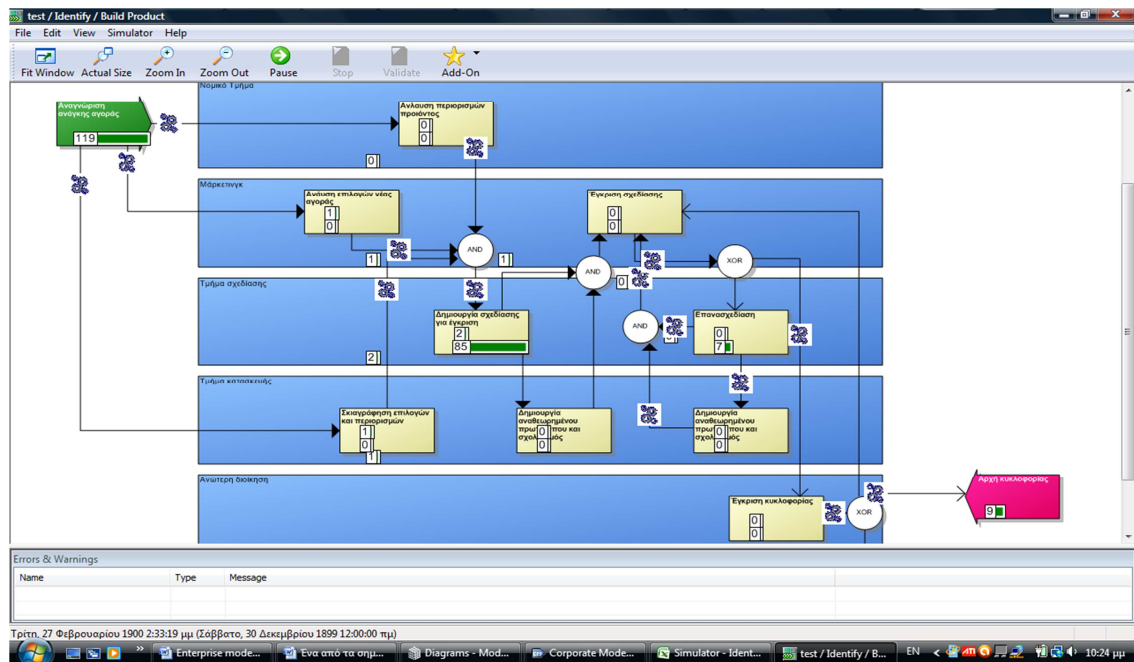 test / Identify / Build Product
File Edit View Simulator Help
Fit Window Actual Size Zoom In Zoom Out Pause Stop Validate Add-On
Νομικό Τμήμα
Αναγνώριση
ανάγκης αγοράς
119
Ανλαυση περιορισμών
προιόντος
0
0
0
Μάρκετινγκ
Ανάυση επιλογών νέας
αγοράς
1
0
Έγκριση σχεδίασης
0
0
AND
XOR
1
1
AND
0
Τμήμα σχεδίασης
Δημιουργία σχεδίασης
για έγκριση
2
85
AND
Επανασχεδίαση
0
7
2
Τμήμα κατασκευής
Σκιαγράφηση επιλογών
και περιορισμών
1
0
1
Δημιουργία
αναθεωρημένου
0
0
Δημιουργία
αναθεωρημένου
0
0
Ανωτερη διοίκηση
Έγκριση κυκλοφορίας
0
0
XOR
Αρχή κυκλοφορίας
9
Errors & Warnings
Name Type Message
Τρίτη, 27 Φεβρουαρίου 1900 2:33:19 μμ (Σάββατο, 30 Δεκεμβρίου 1899 12:00:00 πμ)
Enterprise mode... Ένα από τα σημ... Diagrams - Mod... Corporate Mode... Simulator - Ident... test / Identify / B... EN 10:24 μμ